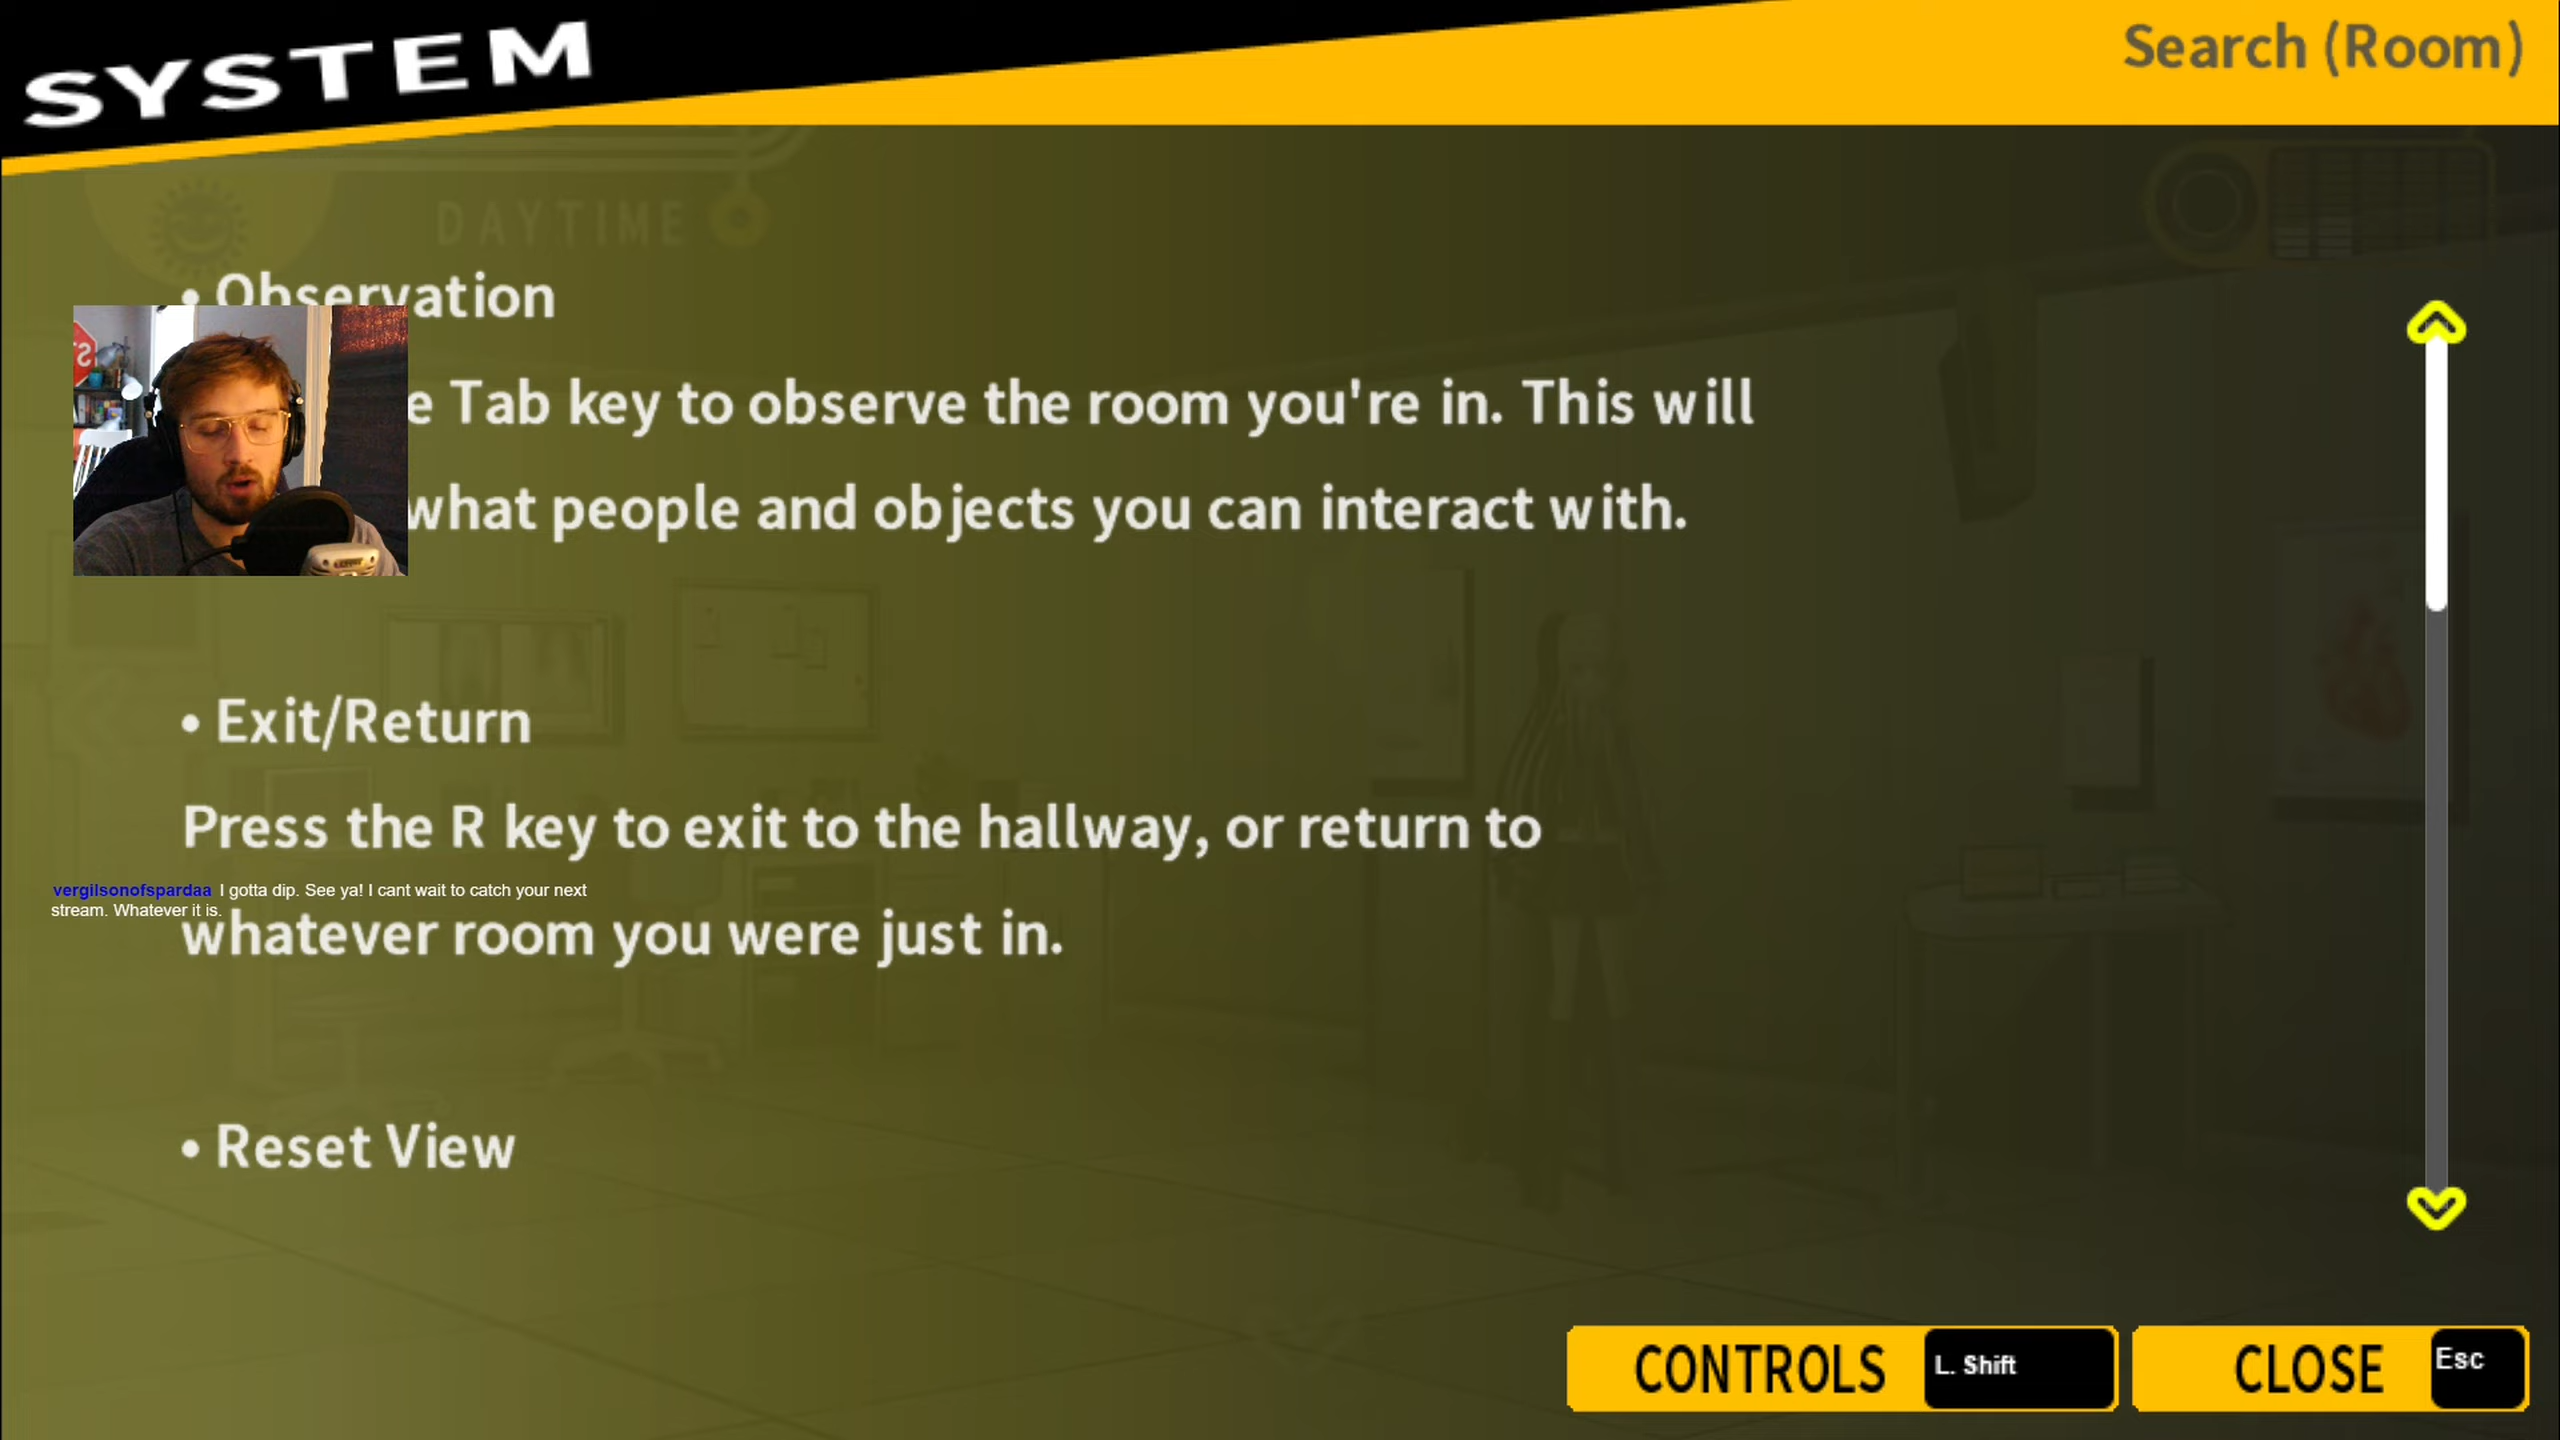 SYSTEM
Search (Room)
DAYTIME
• Observation
e Tab key to observe the room you're in. This will
what people and objects you can interact with.
• Exit/Return
Press the R key to exit to the hallway, or return to
vergilsonofspardaa I gotta dip. See ya! I cant wait to catch your next
stream. Whatever it is.
whatever room you were just in.
• Reset View
CONTROLS L. Shift
CLOSE Esc